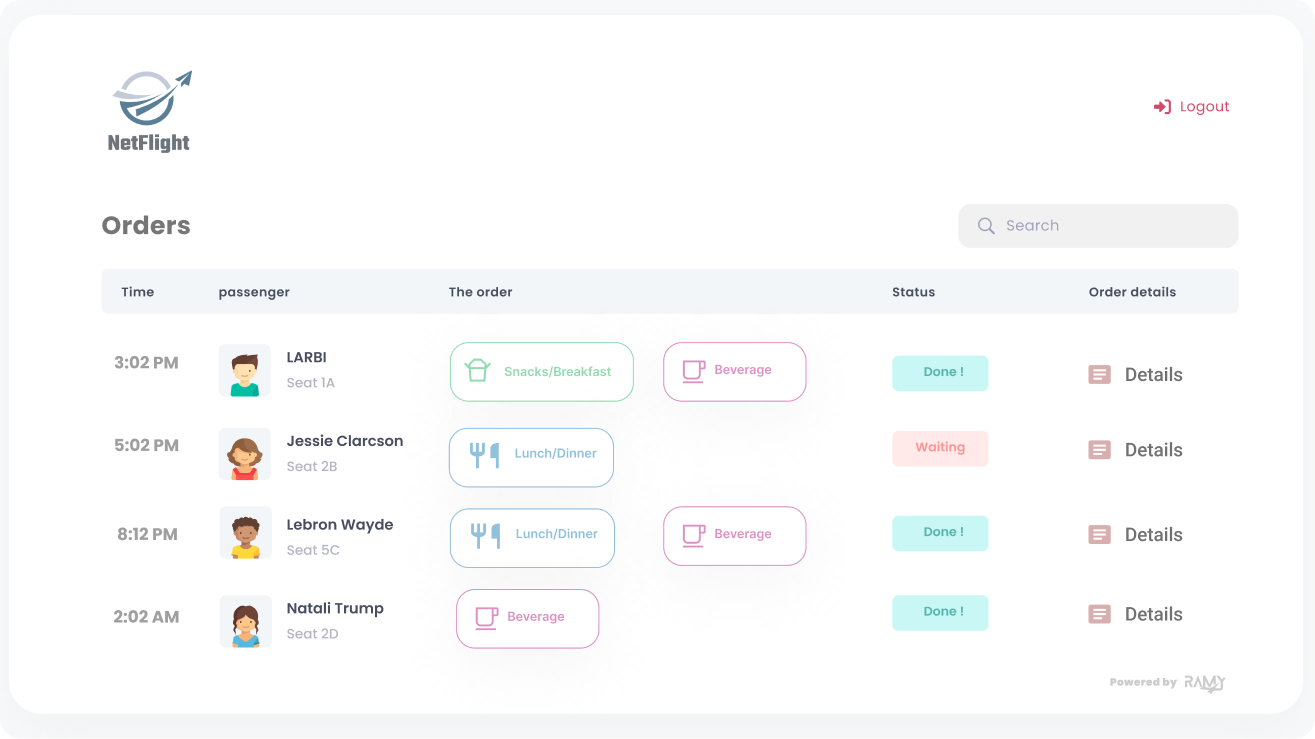 NetFlight
Logout
Orders
Search
Time passenger The order Status Order details
3:02 PM LARBI Seat 1A Snacks/Breakfast Beverage Done ! Details
5:02 PM Jessie Clarcson Seat 2B Lunch/Dinner Waiting Details
8:12 PM Lebron Wayde Seat 5C Lunch/Dinner Beverage Done ! Details
2:02 AM Natali Trump Seat 2D Beverage Done ! Details
Powered by RAMY